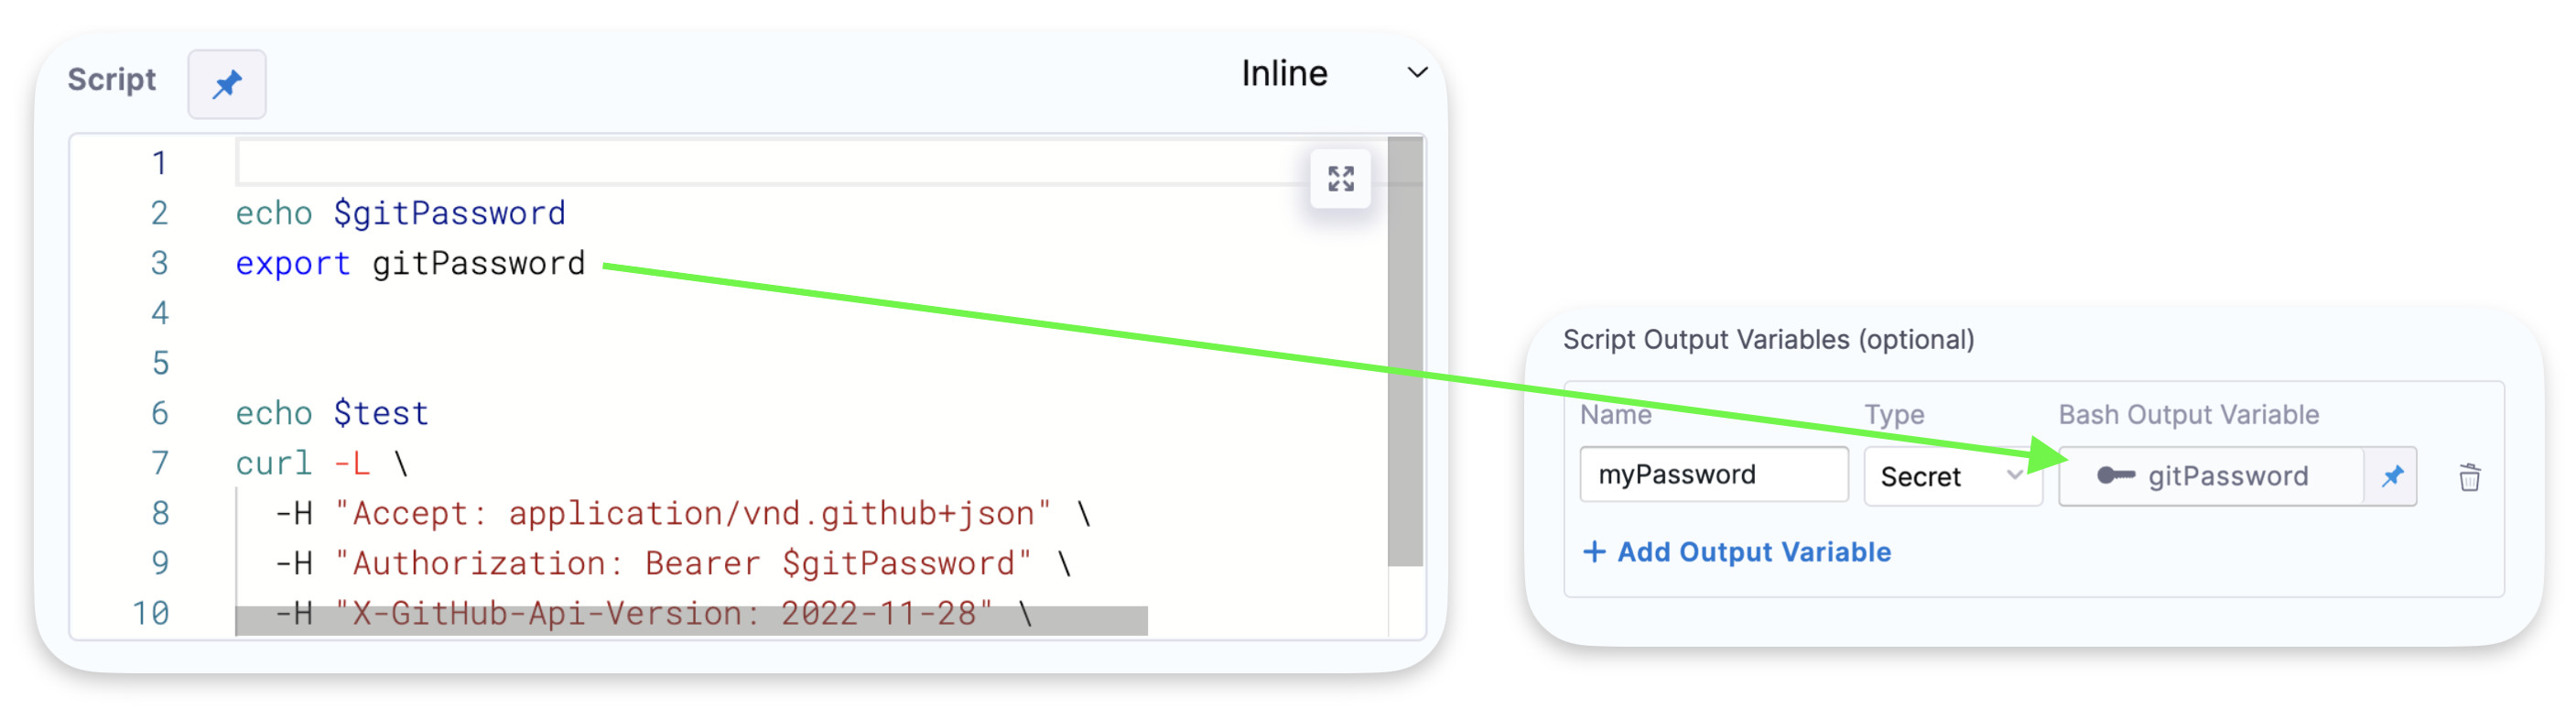 Script
Inline
1
2 echo $gitPassword
3 export gitPassword
4
5
6 echo $test
7 curl -L \
8 -H "Accept: application/vnd.github+json" \
9 -H "Authorization: Bearer $gitPassword" \
10 -H "X-GitHub-Api-Version: 2022-11-28" \
Script Output Variables (optional)
Name Type Bash Output Variable
myPassword Secret gitPassword
+ Add Output Variable